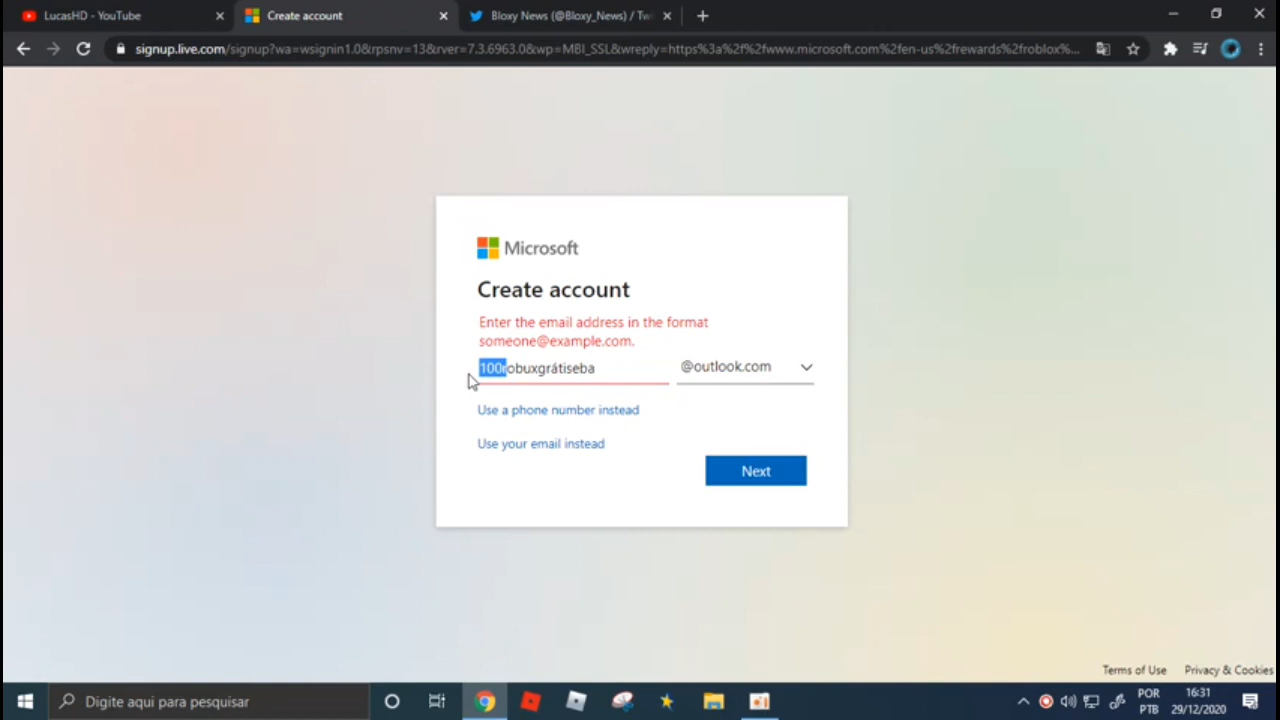 LucasHD - YouTube
Create account
Bloxy News (@Bloxy_News) / Tw
signup.live.com/signup?wa=wsignin1.0&rpsnv=13&rver=7.3.6963.0&wp=MBI_SSL&wreply=https%3a%2f%2fwww.microsoft.com%2fen-us%2frewards%2froblox%...
Microsoft
Create account
Enter the email address in the format
someone@example.com.
100robuxgrátiseba @outlook.com
Use a phone number instead
Use your email instead
Next
Terms of Use Privacy & Cookies
Digite aqui para pesquisar
POR
PTB
16:31
29/12/2020